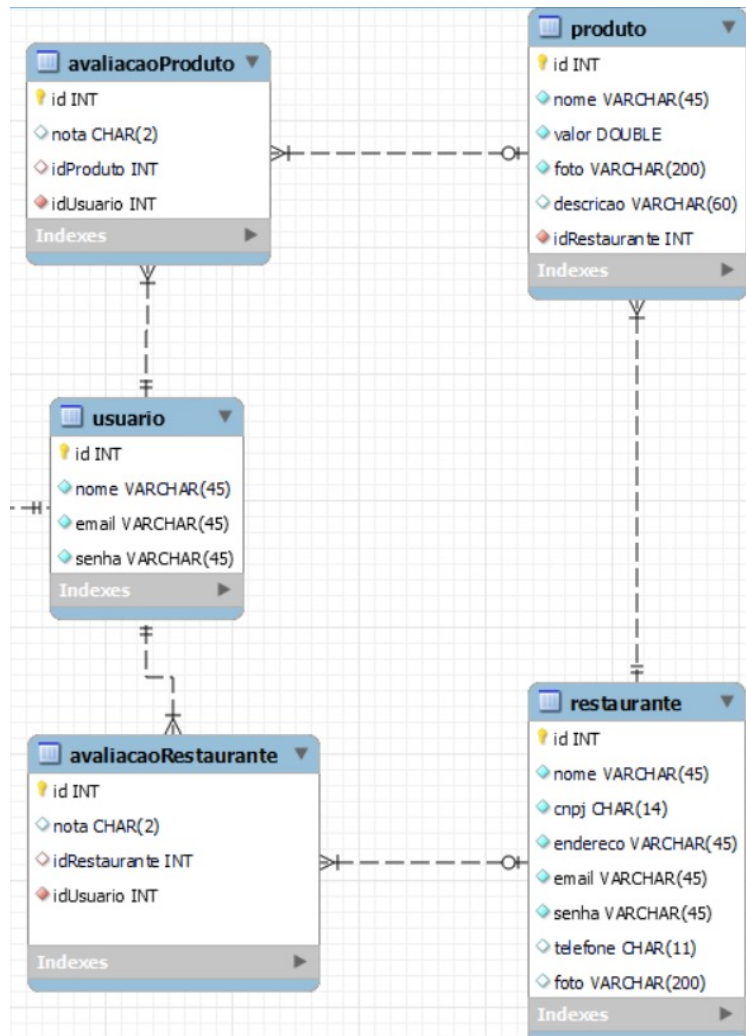 avaliacaoProduto
id INT
nota CHAR(2)
idProduto INT
idUsuario INT
Indexes
produto
id INT
nome VARCHAR(45)
valor DOUBLE
foto VARCHAR(200)
descricao VARCHAR(60)
idRestaurante INT
Indexes
usuario
id INT
nome VARCHAR(45)
email VARCHAR(45)
senha VARCHAR(45)
Indexes
avaliacaoRestaurante
id INT
nota CHAR(2)
idRestaurante INT
idUsuario INT
Indexes
restaurante
id INT
nome VARCHAR(45)
cnpj CHAR(14)
endereco VARCHAR(45)
email VARCHAR(45)
senha VARCHAR(45)
telefone CHAR(11)
foto VARCHAR(200)
Indexes